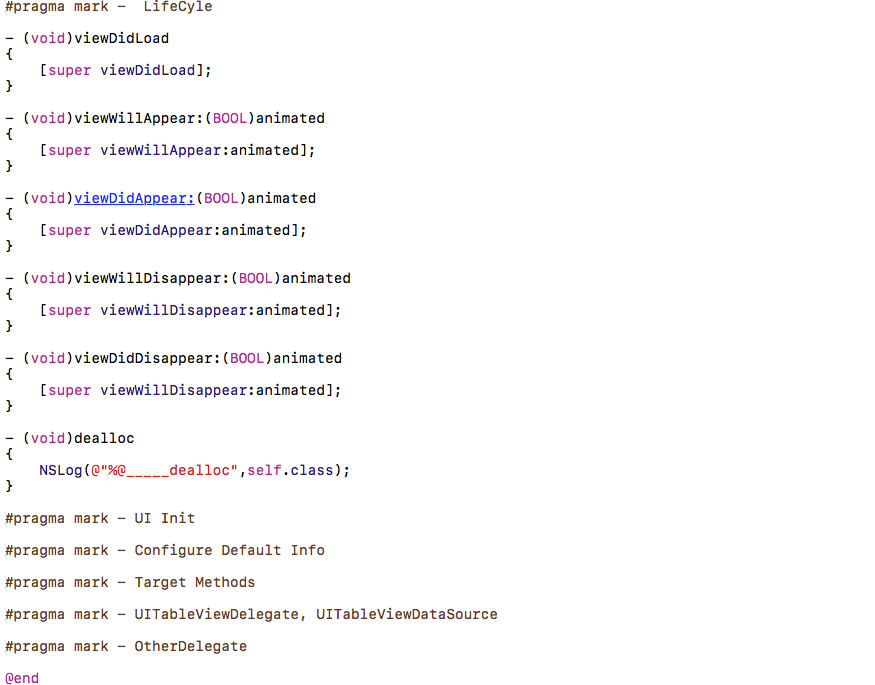 #pragma mark –  LifeCyle
– (void)viewDidLoad
{
    [super viewDidLoad];
}
– (void)viewWillAppear:(BOOL)animated
{
    [super viewWillAppear:animated];
}
– (void)viewDidAppear:(BOOL)animated
{
    [super viewDidAppear:animated];
}
– (void)viewWillDisappear:(BOOL)animated
{
    [super viewWillDisappear:animated];
}
– (void)viewDidDisappear:(BOOL)animated
{
    [super viewWillDisappear:animated];
}
– (void)dealloc
{
    NSLog(@"%@_____dealloc",self.class);
}
#pragma mark – UI Init
#pragma mark – Configure Default Info
#pragma mark – Target Methods
#pragma mark – UITableViewDelegate, UITableViewDataSource
#pragma mark – OtherDelegate
@end